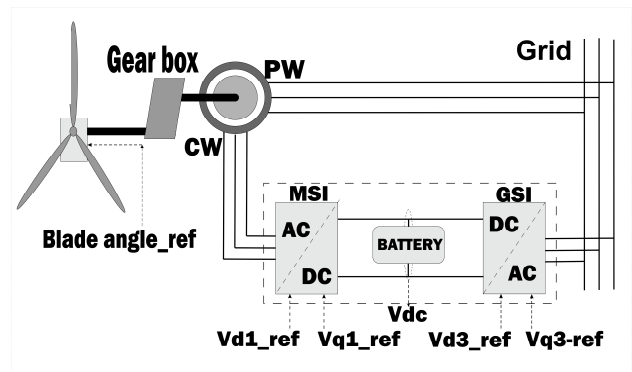 Grid
Gear box
PW
CW
MSI
GSI
AC
DC
BATTERY
DC
AC
Blade angle_ref
Vdc
Vd1_ref
Vq1_ref
Vd3_ref
Vq3-ref